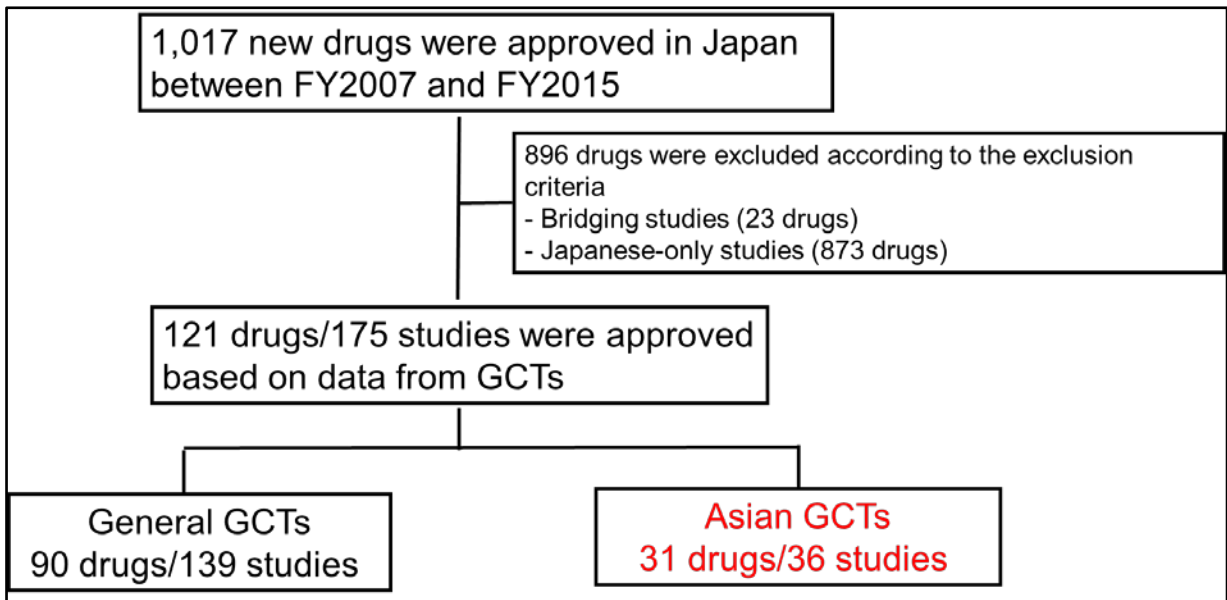 1,017 new drugs were approved in Japan
between FY2007 and FY2015
896 drugs were excluded according to the exclusion
criteria
- Bridging studies (23 drugs)
- Japanese-only studies (873 drugs)
121 drugs/175 studies were approved
based on data from GCTs
General GCTs
90 drugs/139 studies
Asian GCTs
31 drugs/36 studies